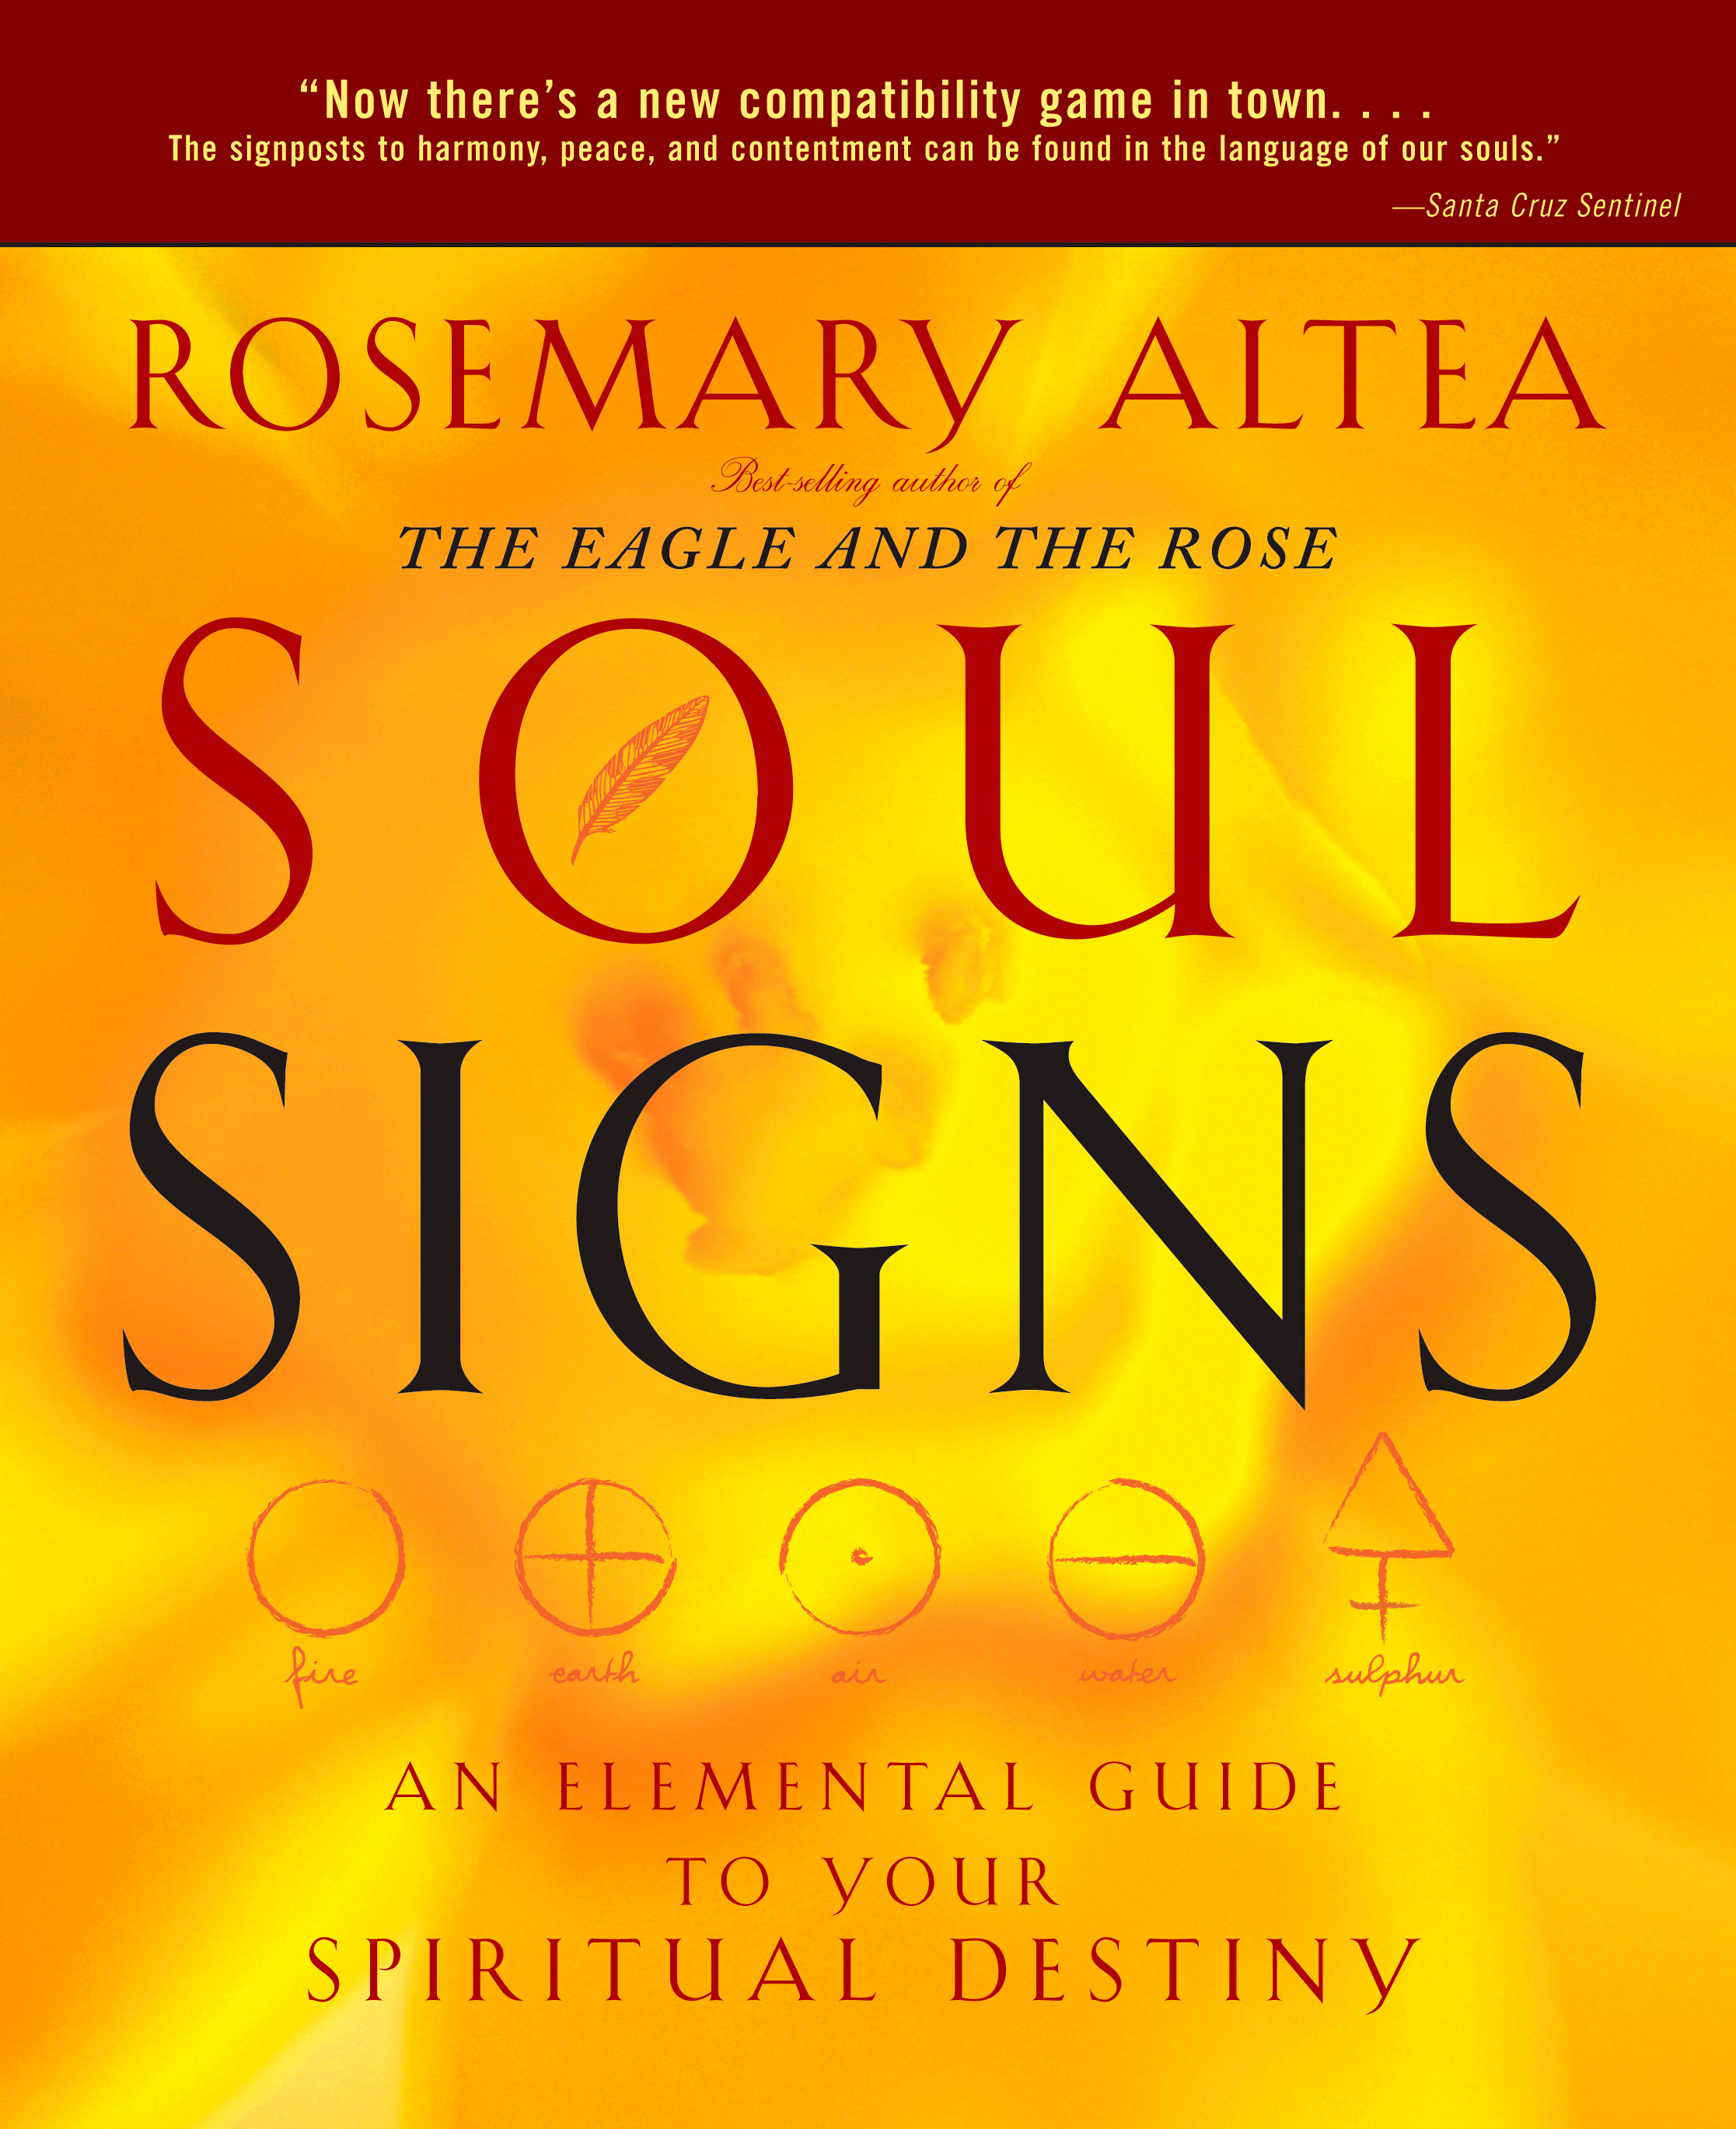 “Now there’s a new compatibility game in town. . . .
The signposts to harmony, peace, and contentment can be found in the language of our souls.”
—Santa Cruz Sentinel
ROSEMARY ALTEA
Best-selling author of
THE EAGLE AND THE ROSE
SOUL
SIGNS
fire earth air water sulphur
AN ELEMENTAL GUIDE
TO YOUR
SPIRITUAL DESTINY